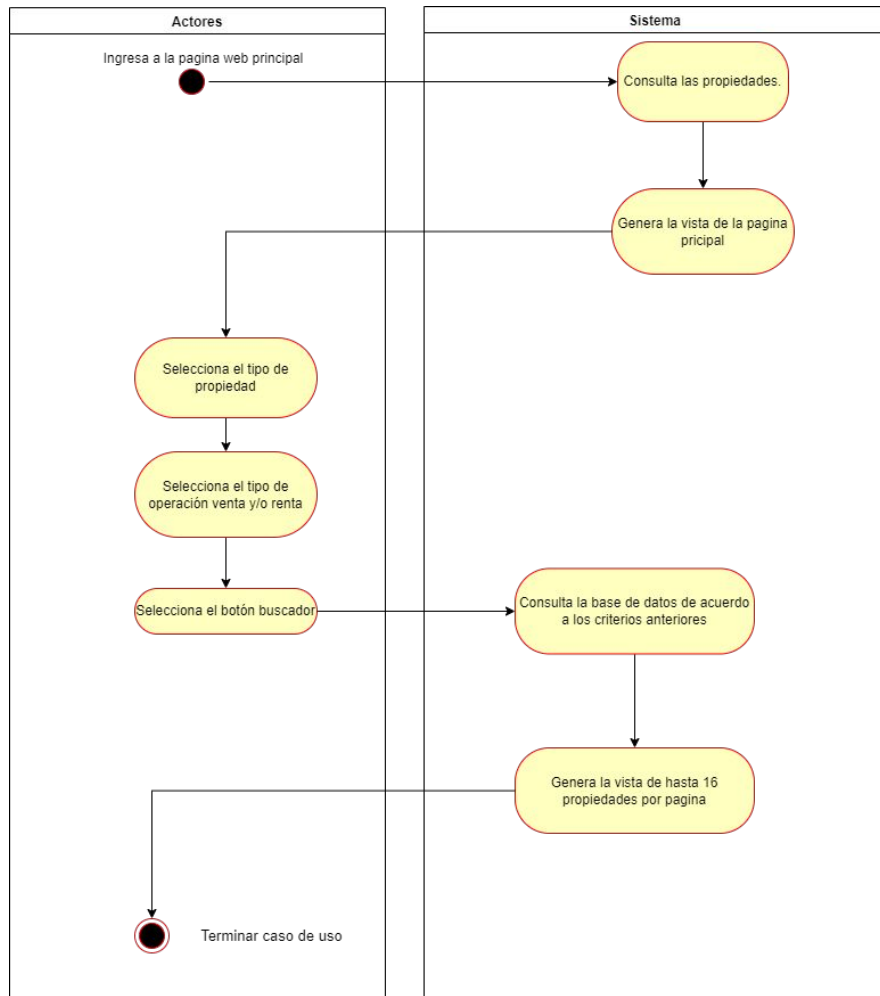 Actores
Sistema
Ingresa a la pagina web principal
Consulta las propiedades.
Genera la vista de la pagina
pricipal
Selecciona el tipo de
propiedad
Selecciona el tipo de
operación venta y/o renta
Selecciona el botón buscador
Consulta la base de datos de acuerdo
a los criterios anteriores
Genera la vista de hasta 16
propiedades por pagina
Terminar caso de uso